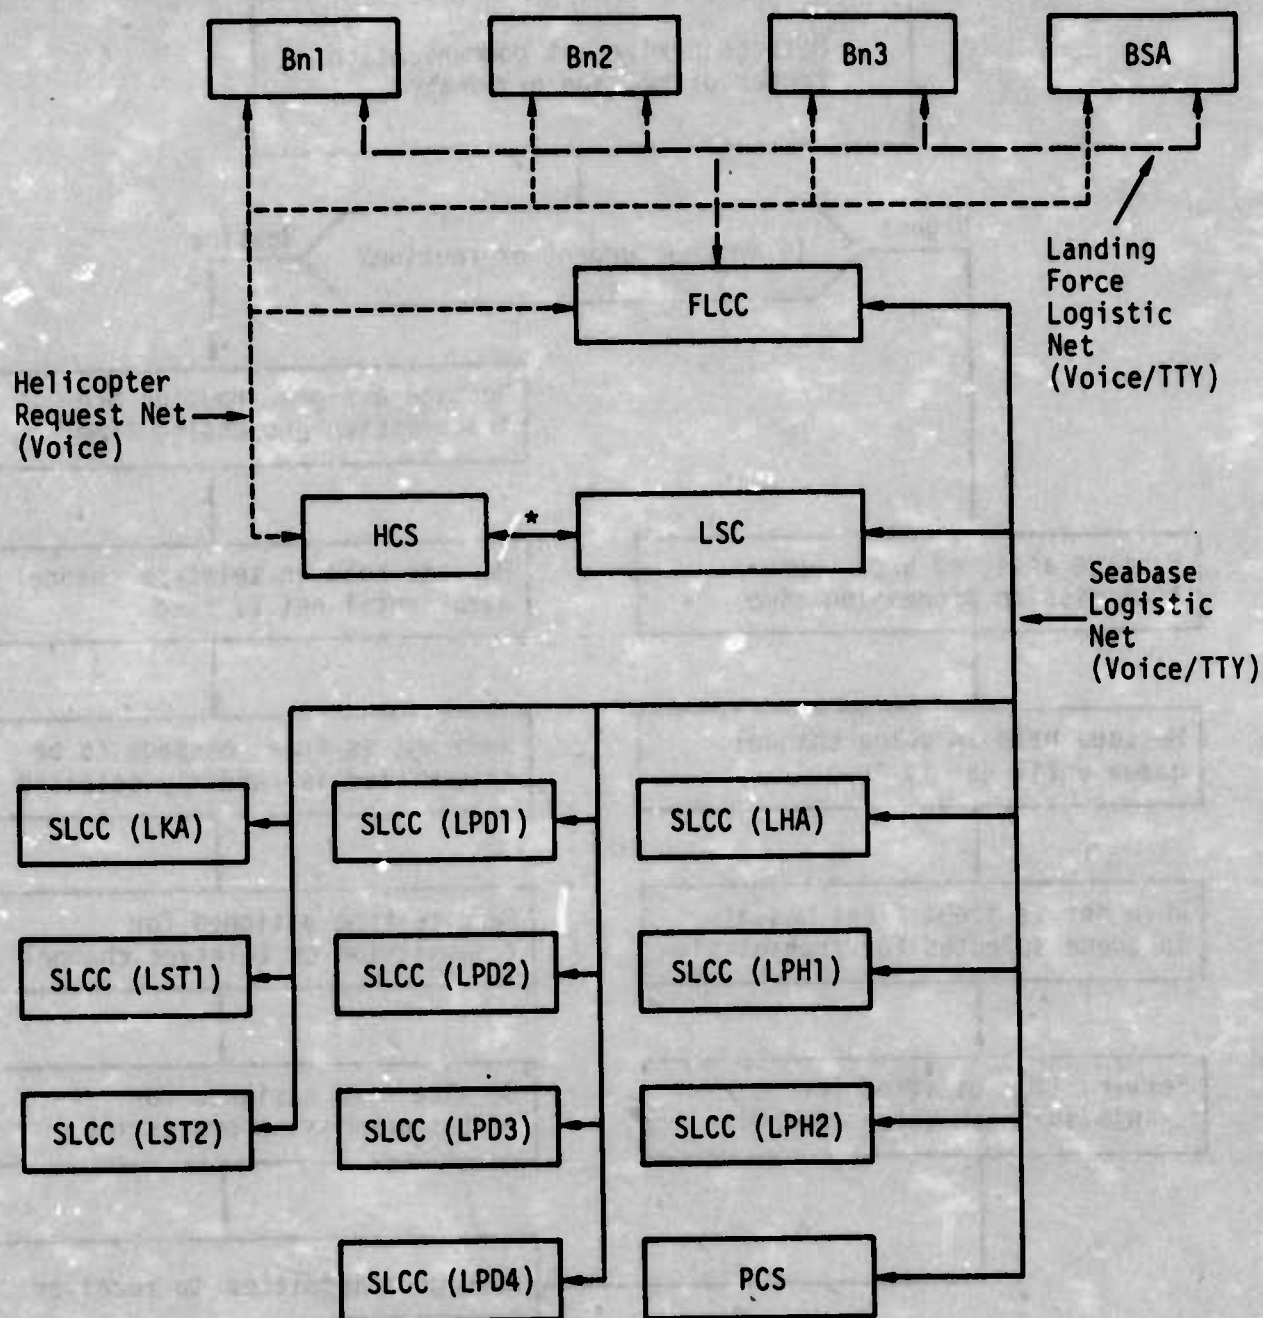 Bn1
Bn2
Bn3
BSA
Landing
Force
Logistic
Net
(Voice/TTY)
FLCC
Helicopter
Request Net
(Voice)
HCS
*
LSC
Seabase
Logistic
Net
(Voice/TTY)
SLCC (LKA)
SLCC (LPD1)
SLCC (LHA)
SLCC (LST1)
SLCC (LPD2)
SLCC (LPH1)
SLCC (LST2)
SLCC (LPD3)
SLCC (LPH2)
SLCC (LPD4)
PCS